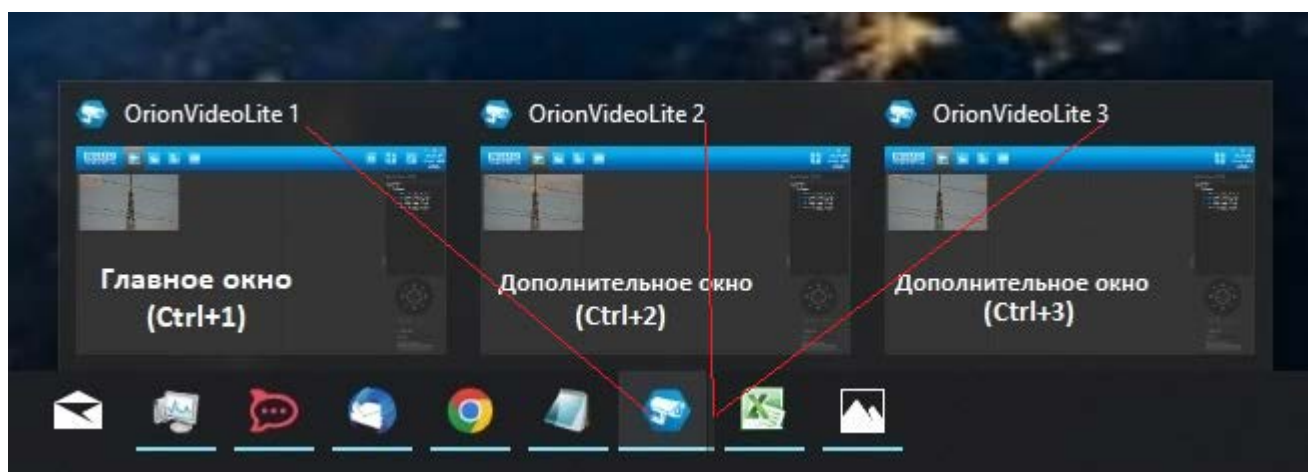 OrionVideoLite 1
OrionVideoLite 2
OrionVideoLite 3
Главное окно
(Ctrl+1)
Дополнительное окно
(Ctrl+2)
Дополнительное окно
(Ctrl+3)